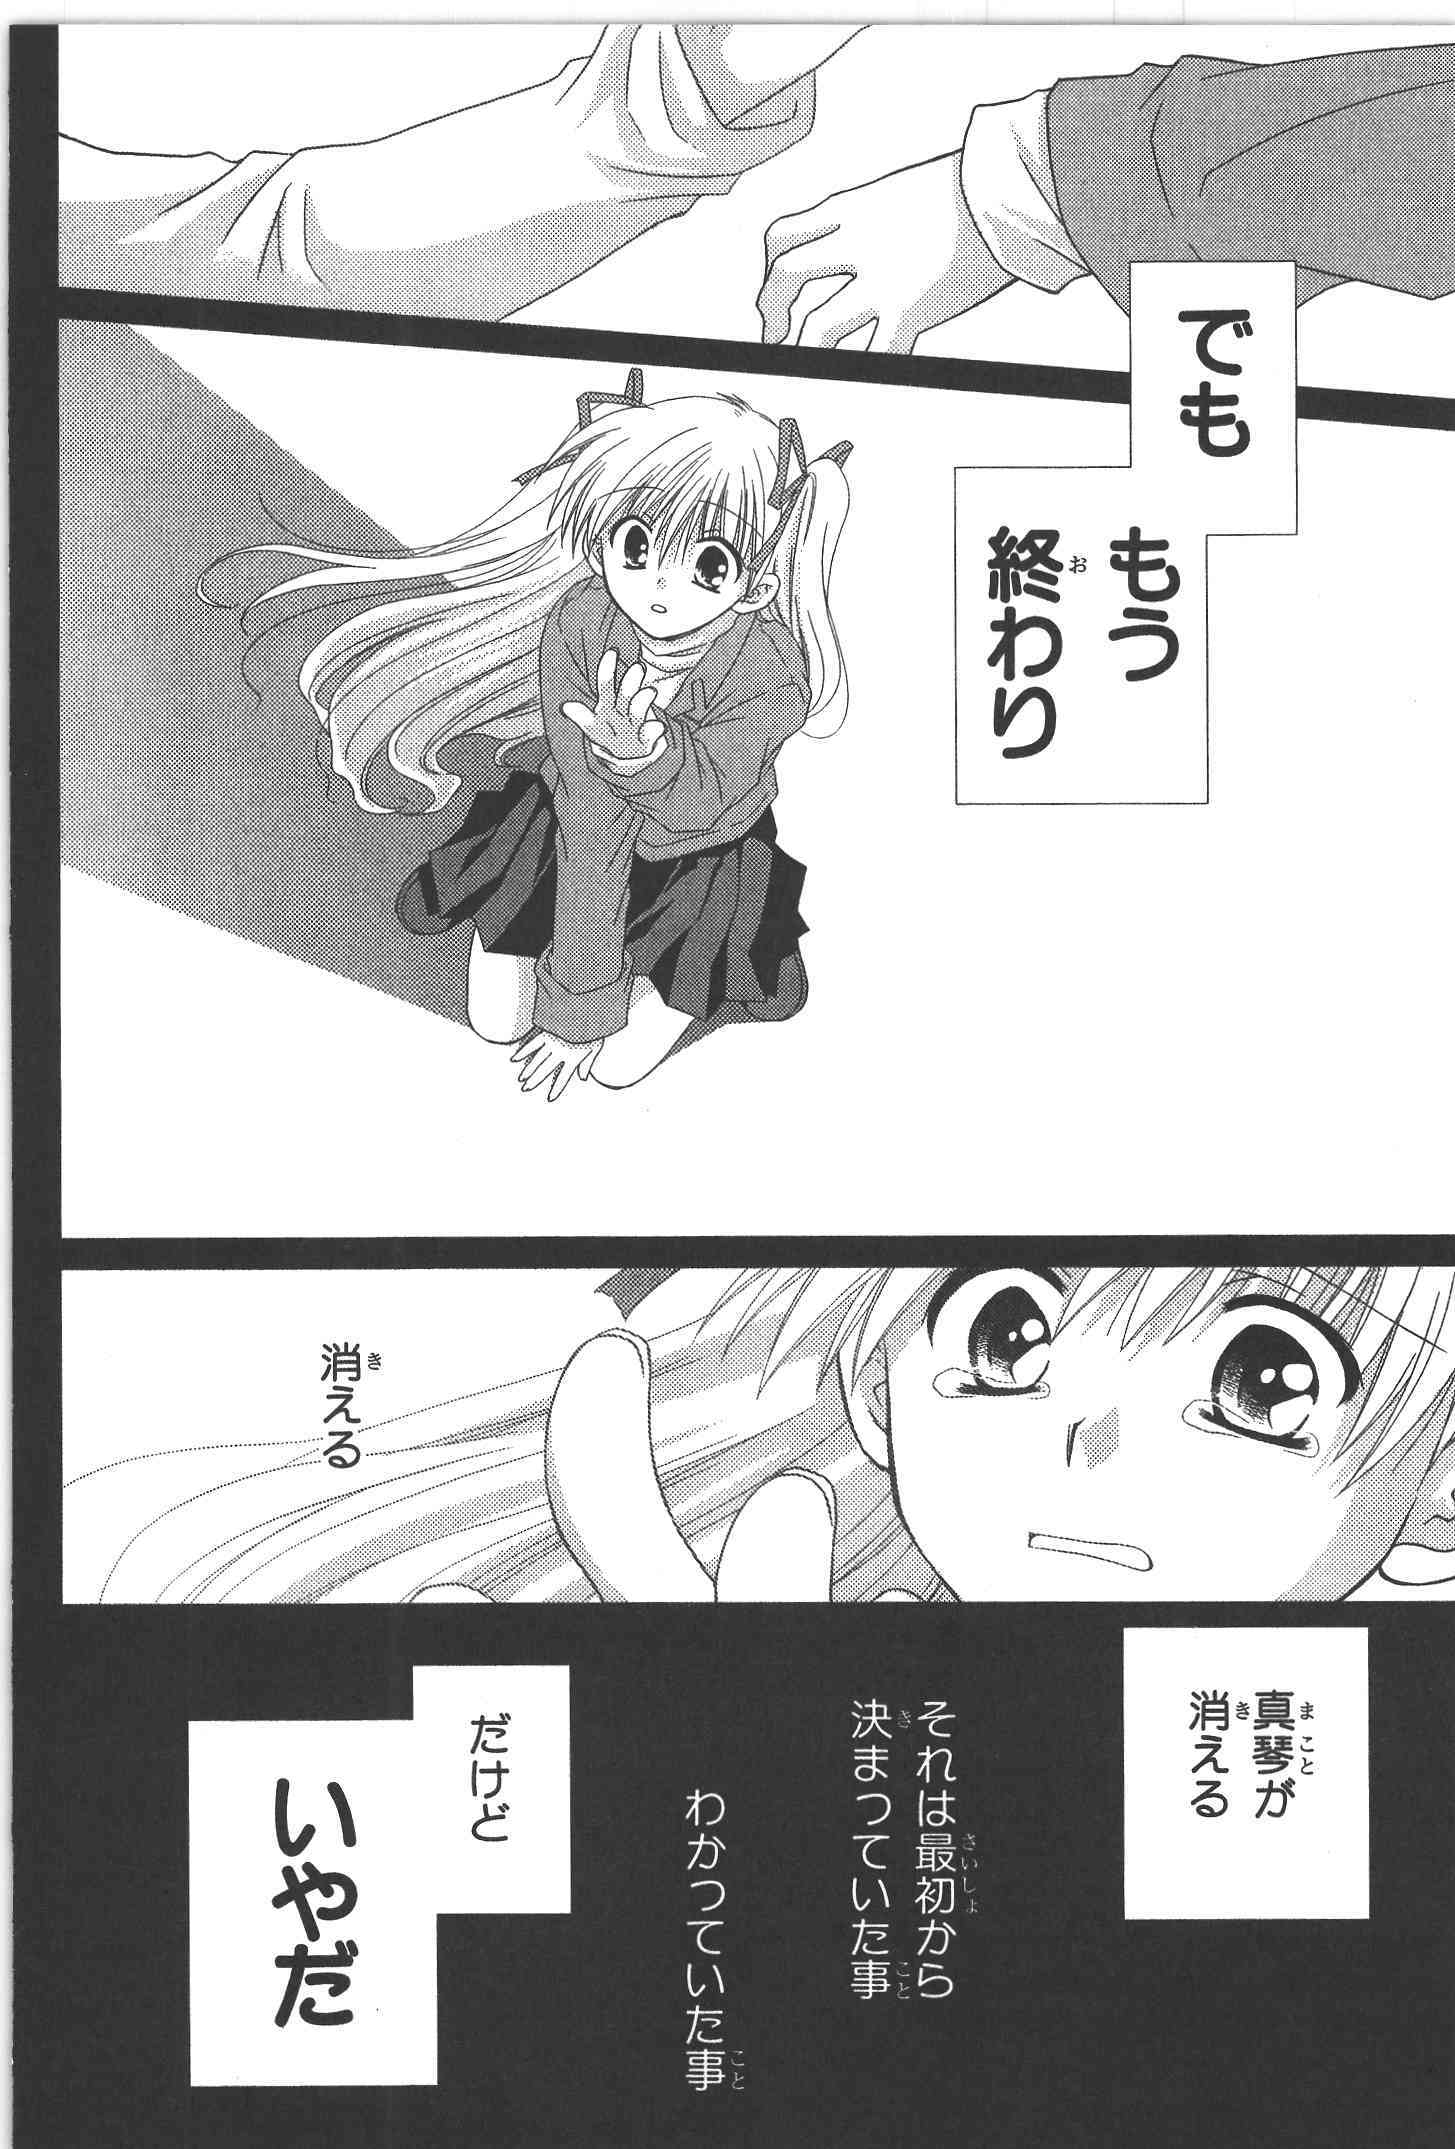 でも
もう
終わり
消える
真琴が
消える
それは最初から
決まっていた事
わかっていた事
だけど
いやだ